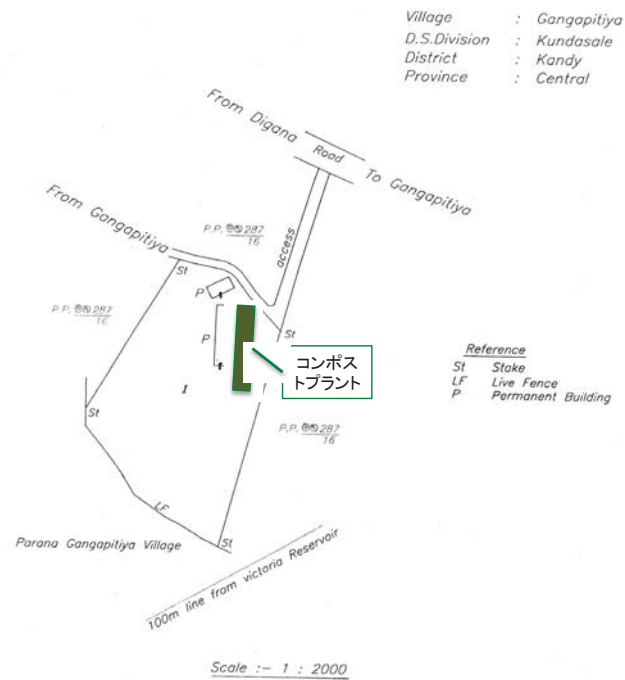 Village : Gangapitiya
D.S.Division : Kundasale
District : Kandy
Province : Central
From Digana
Road
To Gangapitiya
access
From Gangapitiya
P.P. 287
16
St
P
P.P. 287
16
P
St
コンポス
トプラント
1
St
P.P. 287
16
Reference
St Stake
LF Live Fence
P Permanent Building
LF
St
Parana Gangapitiya Village
100m line from victoria Reservoir
Scale :- 1 : 2000